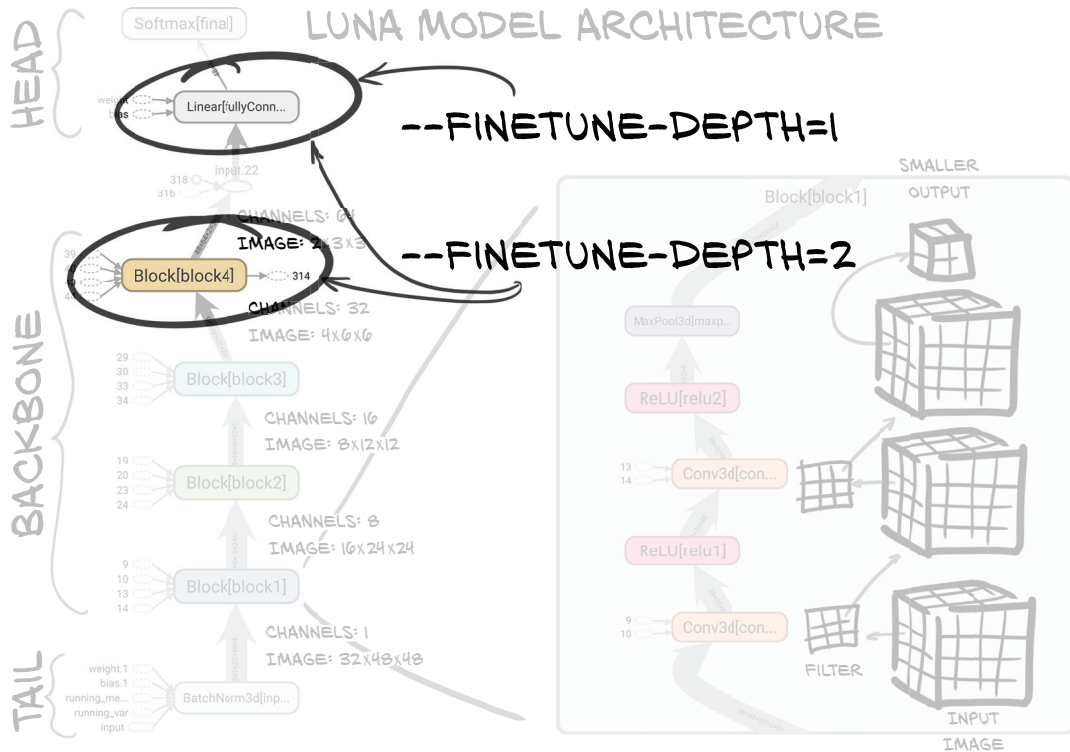 LUNA MODEL ARCHITECTURE
HEAD
Softmax[final]
weight
bias
Linear[fullyConn...
--FINETUNE-DEPTH=1
input.22
318
316
CHANNELS: 64
IMAGE: 2x3x3
--FINETUNE-DEPTH=2
BACKBONE
39
Block[block4]
314
CHANNELS: 32
IMAGE: 4x6x6
29
30
33
34
Block[block3]
CHANNELS: 16
IMAGE: 8x12x12
19
20
23
24
Block[block2]
CHANNELS: 8
IMAGE: 16x24x24
9
10
13
14
Block[block1]
CHANNELS: 1
IMAGE: 32x48x48
TAIL
weight.1
bias.1
running_me...
running_var
input
BatchNorm3d[inp...
Block[block1]
SMALLER
OUTPUT
MaxPool3d[maxp...
ReLU[relu2]
13
14
Conv3d[con...
ReLU[relu1]
9
10
Conv3d[con...
FILTER
INPUT
IMAGE